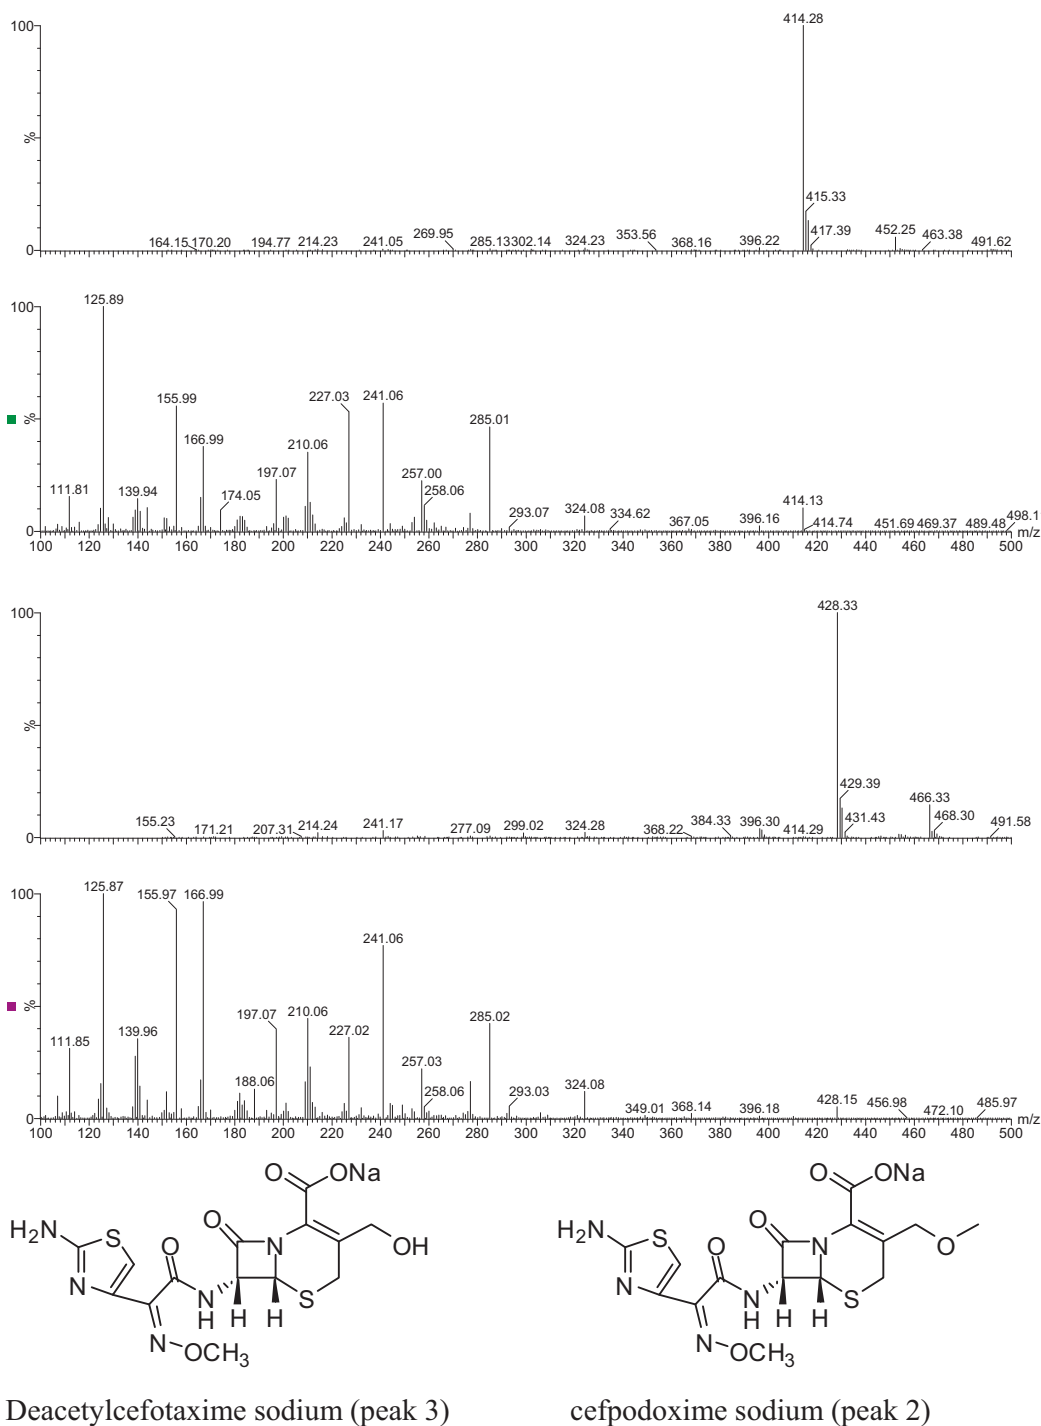 100
%
0
164.15 170.20 194.77 214.23 241.05 269.95 285.13 302.14 324.23 353.56 368.16 396.22 414.28 415.33 417.39 452.25 463.38 491.62
100
%
0
111.81 125.89 139.94 155.99 166.99 174.05 197.07 210.06 227.03 241.06 257.00 258.06 285.01 293.07 324.08 334.62 367.05 396.16 414.13 414.74 451.69 469.37 489.48 498.1
100 120 140 160 180 200 220 240 260 280 300 320 340 360 380 400 420 440 460 480 500 m/z
100
%
0
155.23 171.21 207.31 214.24 241.17 277.09 299.02 324.28 368.22 384.33 396.30 414.29 428.33 429.39 431.43 466.33 468.30 491.58
100
%
0
111.85 125.87 139.96 155.97 166.99 188.06 197.07 210.06 227.02 241.06 257.03 258.06 285.02 293.03 324.08 349.01 368.14 396.18 428.15 456.98 472.10 485.97
100 120 140 160 180 200 220 240 260 280 300 320 340 360 380 400 420 440 460 480 500 m/z
O ONa
H2N S O O N OH
N N S
H H H
N OCH3
O ONa
H2N S O O N O
N N S
H H H
N OCH3
Deacetylcefotaxime sodium (peak 3)
cefpodoxime sodium (peak 2)